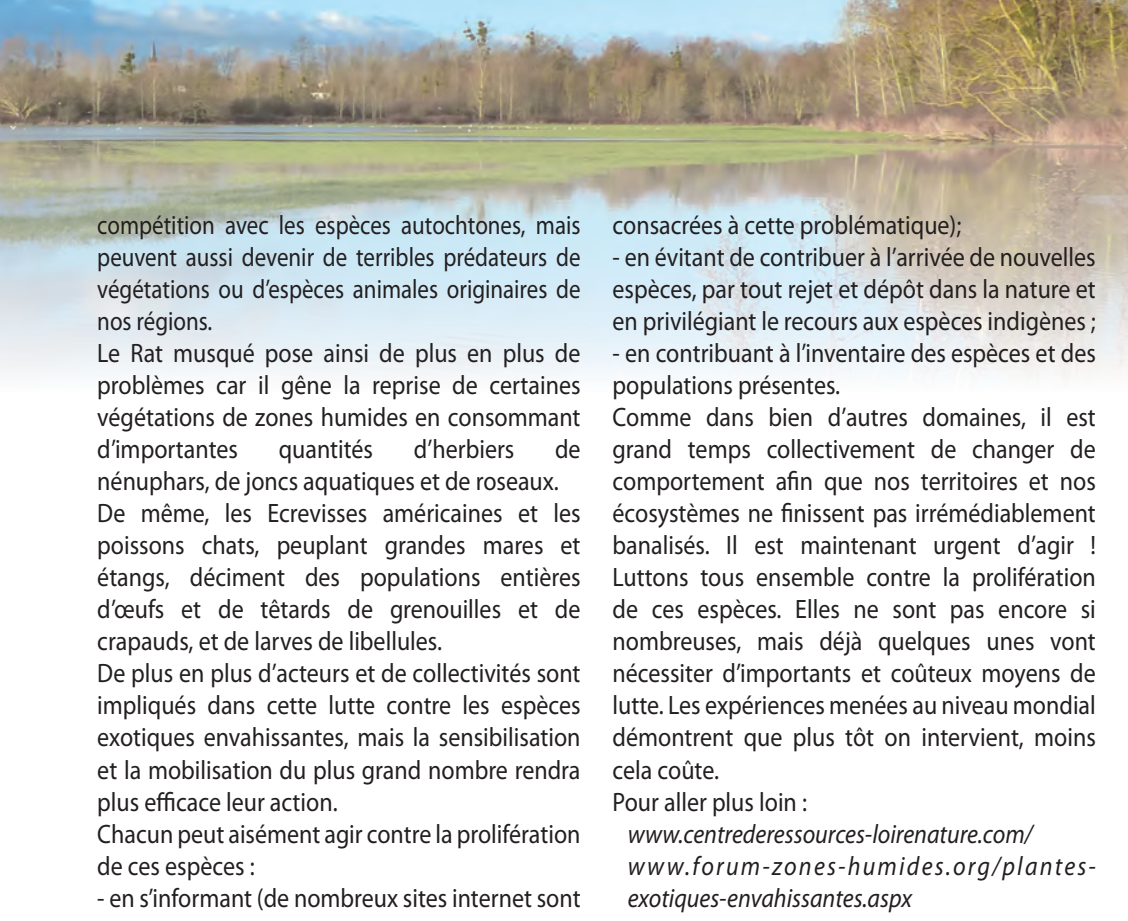 compétition avec les espèces autochtones, mais
peuvent aussi devenir de terribles prédateurs de
végétations ou d'espèces animales originaires de
nos régions.
Le Rat musqué pose ainsi de plus en plus de
problèmes car il gêne la reprise de certaines
végétations de zones humides en consommant
d'importantes quantités d'herbiers de
nénuphars, de joncs aquatiques et de roseaux.
De même, les Ecrevisses américaines et les
poissons chats, peuplant grandes mares et
étangs, déciment des populations entières
d'œufs et de têtards de grenouilles et de
crapauds, et de larves de libellules.
De plus en plus d'acteurs et de collectivités sont
impliqués dans cette lutte contre les espèces
exotiques envahissantes, mais la sensibilisation
et la mobilisation du plus grand nombre rendra
plus efficace leur action.
Chacun peut aisément agir contre la prolifération
de ces espèces :
- en s'informant (de nombreux sites internet sont
consacrées à cette problématique);
- en évitant de contribuer à l'arrivée de nouvelles
espèces, par tout rejet et dépôt dans la nature et
en privilégiant le recours aux espèces indigènes ;
- en contribuant à l'inventaire des espèces et des
populations présentes.
Comme dans bien d'autres domaines, il est
grand temps collectivement de changer de
comportement afin que nos territoires et nos
écosystèmes ne finissent pas irrémédiablement
banalisés. Il est maintenant urgent d'agir !
Luttons tous ensemble contre la prolifération
de ces espèces. Elles ne sont pas encore si
nombreuses, mais déjà quelques unes vont
nécessiter d'importants et coûteux moyens de
lutte. Les expériences menées au niveau mondial
démontrent que plus tôt on intervient, moins
cela coûte.
Pour aller plus loin :
www.centrederessources-loirenature.com/
www.forum-zones-humides.org/plantes-
exotiques-envahissantes.aspx